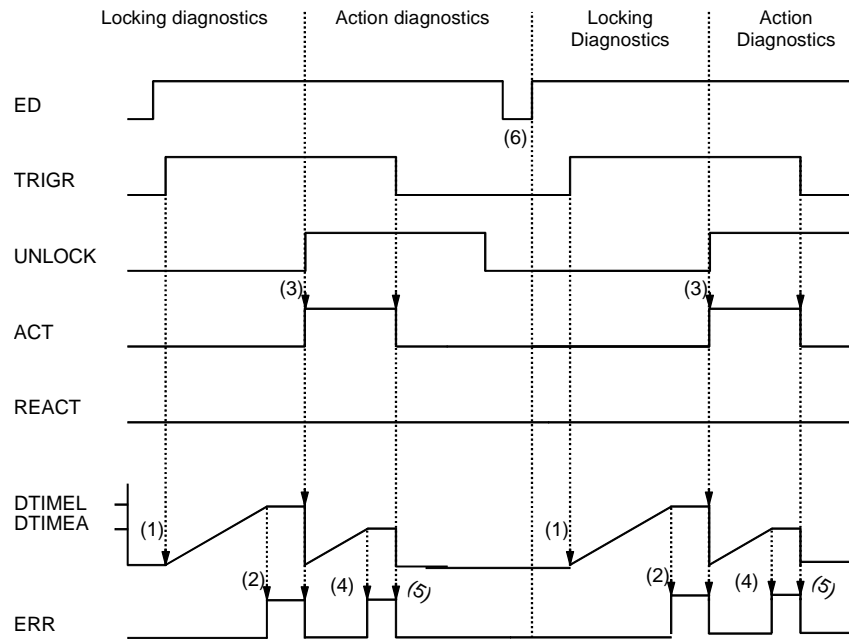 Locking diagnostics
Action diagnostics
Locking
Diagnostics
Action
Diagnostics
ED
(6)
TRIGR
UNLOCK
(3)
(3)
ACT
REACT
DTIMEL
DTIMEA
(1)
(1)
(2)
(4)
(5)
(2)
(4)
(5)
ERR